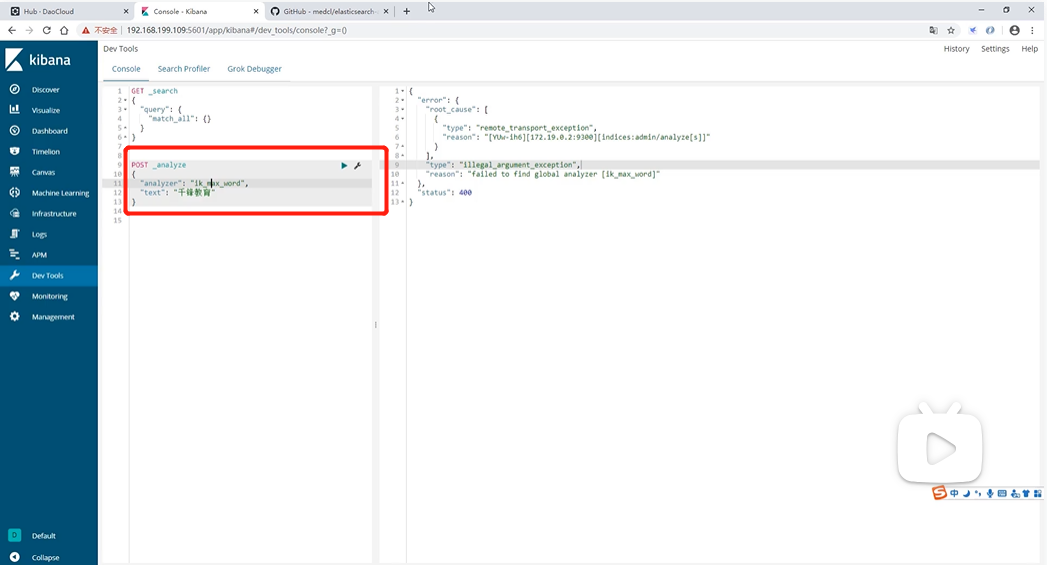 Hub - DaoCloud
Console - Kibana
GitHub - medcl/elasticsearch-
不安全
192.168.199.109:5601/app/kibana#/dev_tools/console?_g=()
kibana
Discover
Visualize
Dashboard
Timelion
Canvas
Machine Learning
Infrastructure
Logs
APM
Dev Tools
Monitoring
Management
Default
Collapse
Dev Tools
History
Settings
Help
Console
Search Profiler
Grok Debugger
1 GET _search
2 {
3 "query": {
4 "match_all": {}
5 }
6 }
7
8
9 POST _analyze
10 {
11 "analyzer": "ik_max_word",
12 "text": "千锋教育"
13 }
14
15
1 {
2 "error": {
3 "root_cause": [
4 {
5 "type": "remote_transport_exception",
6 "reason": "[YUw-ih6][172.19.0.2:9300][indices:admin/analyze[s]]"
7 }
8 ],
9 "type": "illegal_argument_exception",
10 "reason": "failed to find global analyzer [ik_max_word]"
11 },
12 "status": 400
13 }
D
S
中